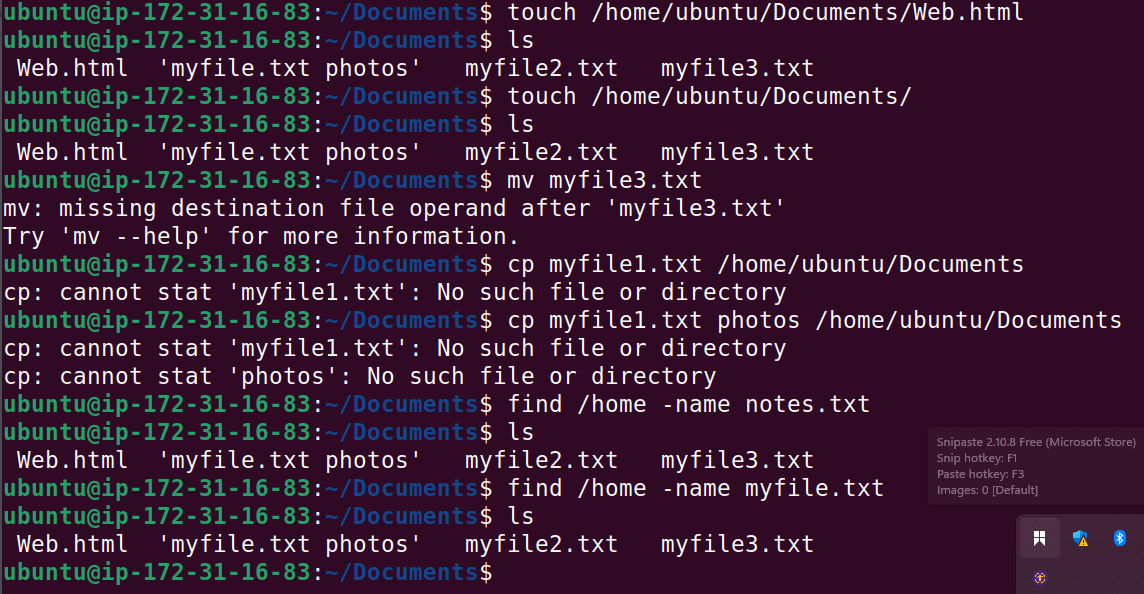 ubuntu@ip-172-31-16-83:~/Documents$ touch /home/ubuntu/Documents/Web.html
ubuntu@ip-172-31-16-83:~/Documents$ ls
 Web.html  'myfile.txt photos'   myfile2.txt   myfile3.txt
ubuntu@ip-172-31-16-83:~/Documents$ touch /home/ubuntu/Documents/
ubuntu@ip-172-31-16-83:~/Documents$ ls
 Web.html  'myfile.txt photos'   myfile2.txt   myfile3.txt
ubuntu@ip-172-31-16-83:~/Documents$ mv myfile3.txt
mv: missing destination file operand after 'myfile3.txt'
Try 'mv --help' for more information.
ubuntu@ip-172-31-16-83:~/Documents$ cp myfile1.txt /home/ubuntu/Documents
cp: cannot stat 'myfile1.txt': No such file or directory
ubuntu@ip-172-31-16-83:~/Documents$ cp myfile1.txt photos /home/ubuntu/Documents
cp: cannot stat 'myfile1.txt': No such file or directory
cp: cannot stat 'photos': No such file or directory
ubuntu@ip-172-31-16-83:~/Documents$ find /home -name notes.txt
ubuntu@ip-172-31-16-83:~/Documents$ ls
 Web.html  'myfile.txt photos'   myfile2.txt   myfile3.txt
ubuntu@ip-172-31-16-83:~/Documents$ find /home -name myfile.txt
ubuntu@ip-172-31-16-83:~/Documents$ ls
 Web.html  'myfile.txt photos'   myfile2.txt   myfile3.txt
ubuntu@ip-172-31-16-83:~/Documents$
Snipaste 2.10.8 Free (Microsoft Store)
Snip hotkey: F1
Paste hotkey: F3
Images: 0 [Default]